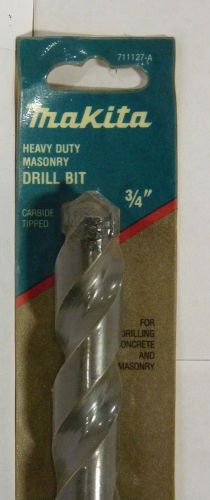 711127-A
makita
HEAVY DUTY
MASONRY
DRILL BIT
3/4"
CARBIDE
TIPPED
FOR
DRILLING
CONCRETE
AND
MASONRY